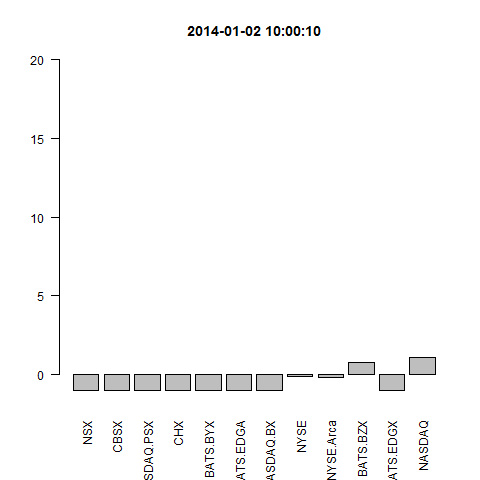 2014-01-02 10:00:10
20
15
10
5
0
NSX
CBSX
SDAQ.PSX
CHX
BATS.BYX
ATS.EDGA
ASDAQ.BX
NYSE
NYSE.Arca
BATS.BZX
ATS.EDGX
NASDAQ